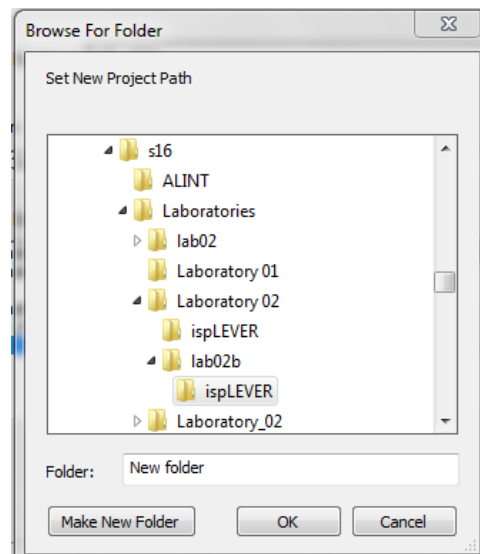 Browse For Folder
Set New Project Path
s16
ALINT
Laboratories
lab02
Laboratory 01
Laboratory 02
ispLEVER
lab02b
ispLEVER
Laboratory_02
Folder: New folder
Make New Folder OK Cancel